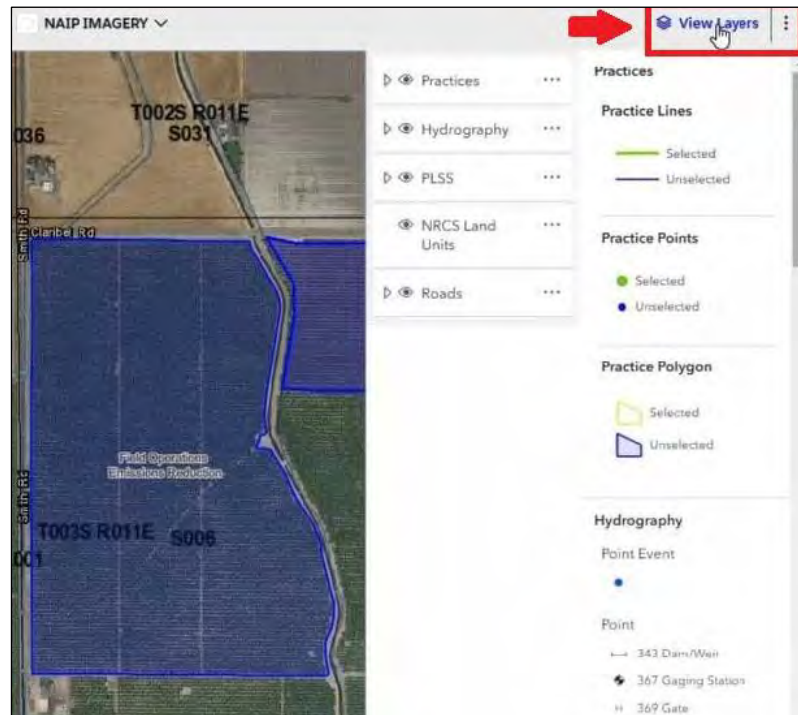 NAIP IMAGERY
View Layers
T002S R011E
S031
036
Smith Rd
Claribel Rd
Field Operations
Emissions Reduction
Smith Rd
T003S R011E S006
001
Practices
Hydrography
PLSS
NRCS Land
Units
Roads
Practices
Practice Lines
Selected
Unselected
Practice Points
Selected
Unselected
Practice Polygon
Selected
Unselected
Hydrography
Point Event
Point
343 Dam/Weir
367 Gaging Station
369 Gate